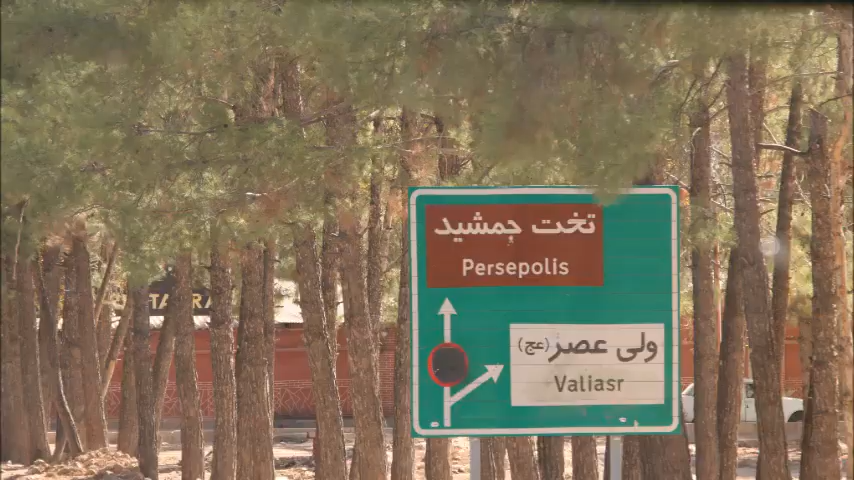 تخت جمشید
Persepolis
ولی عصر (عج)
Valiasr